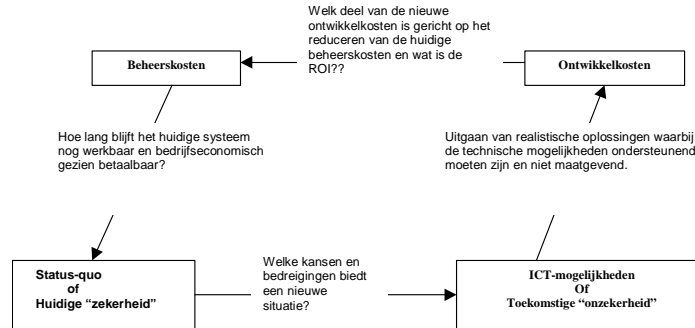 Welk deel van de nieuwe
ontwikkelkosten is gericht op het
reduceren van de huidige
beheerskosten en wat is de
ROI??
Beheerskosten
Ontwikkelkosten
Hoe lang blijft het huidige systeem
nog werkbaar en bedrijfseconomisch
gezien betaalbaar?
Uitgaan van realistische oplossingen waarbij
de technische mogelijkheden ondersteunend
moeten zijn en niet maatgevend.
Status-quo
of
Huidige “zekerheid”
Welke kansen en
bedreigingen biedt
een nieuwe
situatie?
ICT-mogelijkheden
Of
Toekomstige “onzekerheid”